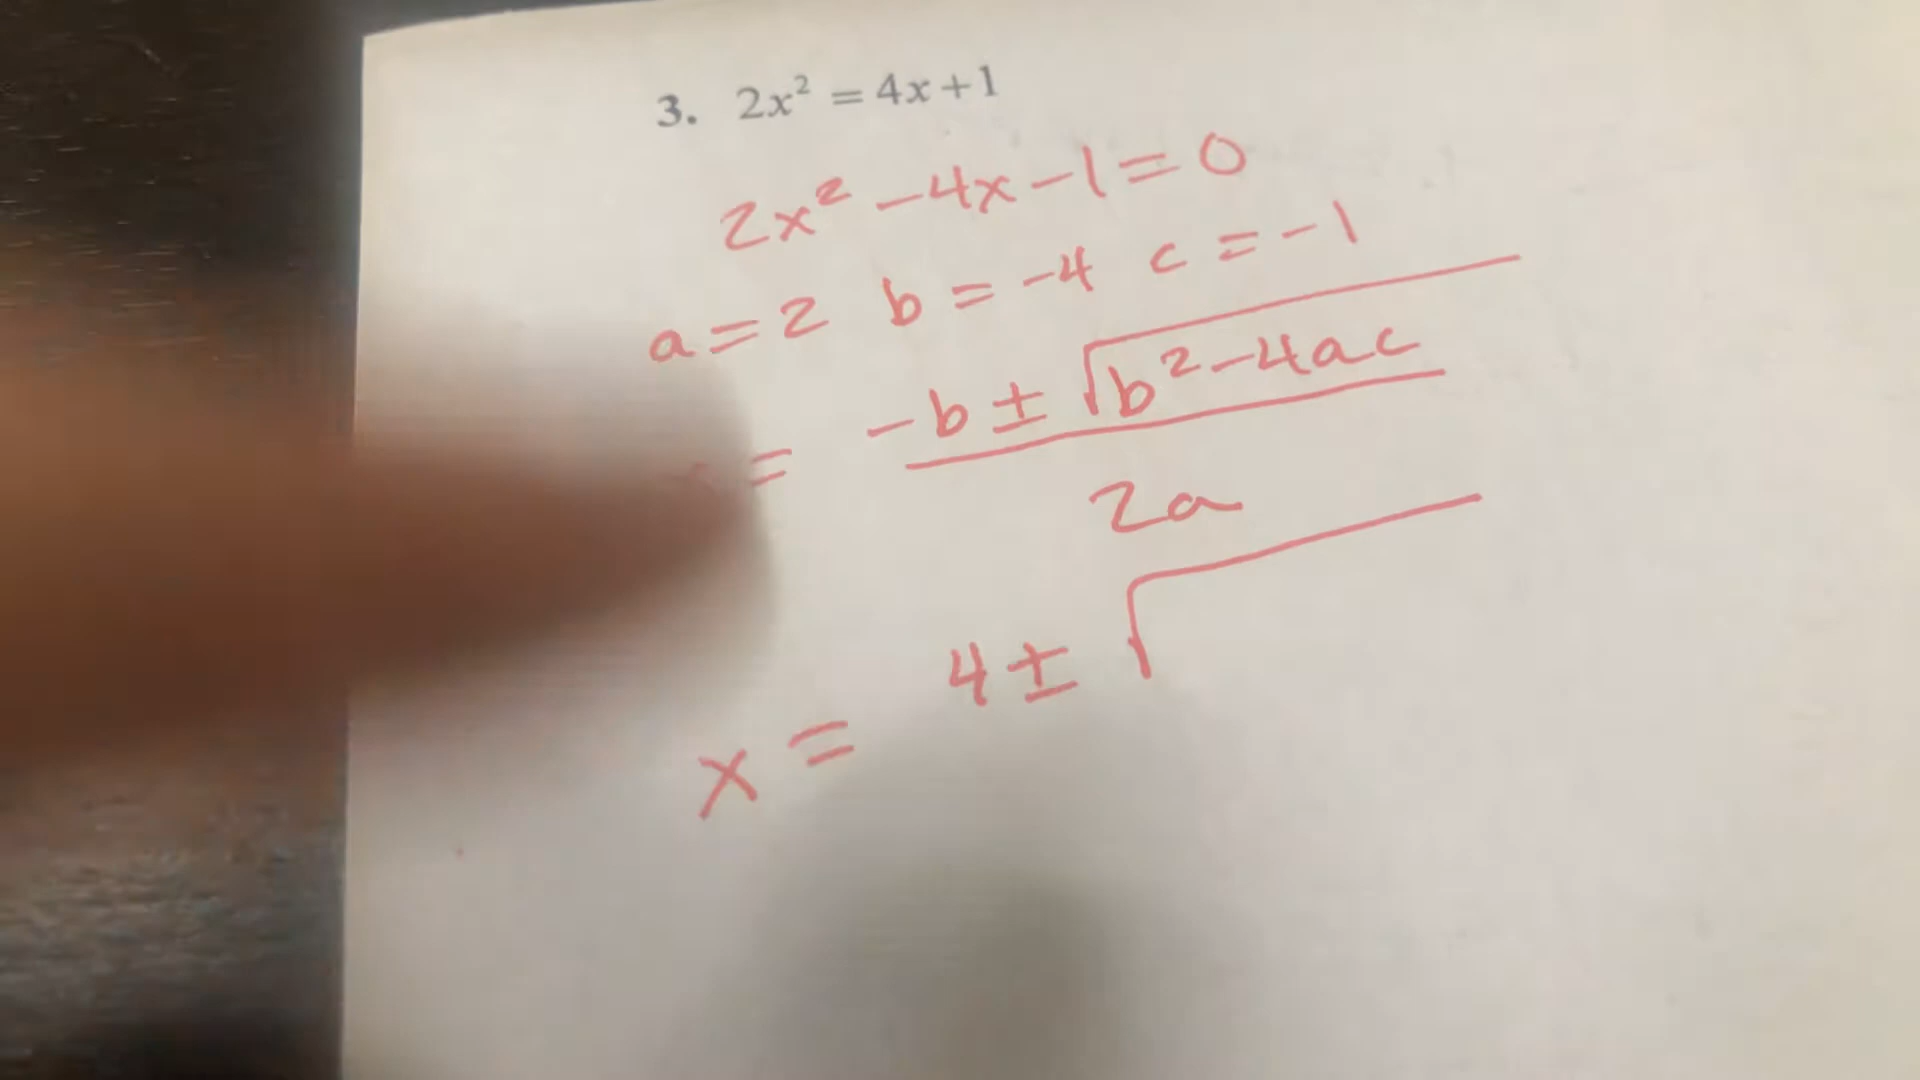 3. 2x² = 4x+1
2x² -4x-1=0
a=2 b=-4 c=-1
x = -b ± √b²-4ac
2a
x = 4 ± √